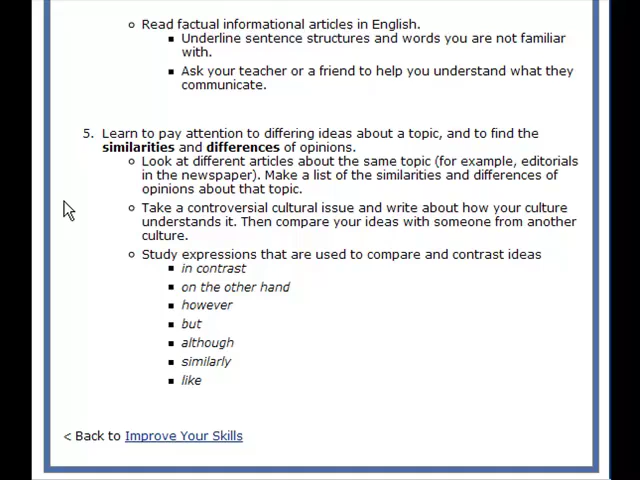 Read factual informational articles in English.
Underline sentence structures and words you are not familiar
with.
Ask your teacher or a friend to help you understand what they
communicate.
5. Learn to pay attention to differing ideas about a topic, and to find the
similarities and differences of opinions.
Look at different articles about the same topic (for example, editorials
in the newspaper). Make a list of the similarities and differences of
opinions about that topic.
Take a controversial cultural issue and write about how your culture
understands it. Then compare your ideas with someone from another
culture.
Study expressions that are used to compare and contrast ideas
in contrast
on the other hand
however
but
although
similarly
like
< Back to Improve Your Skills